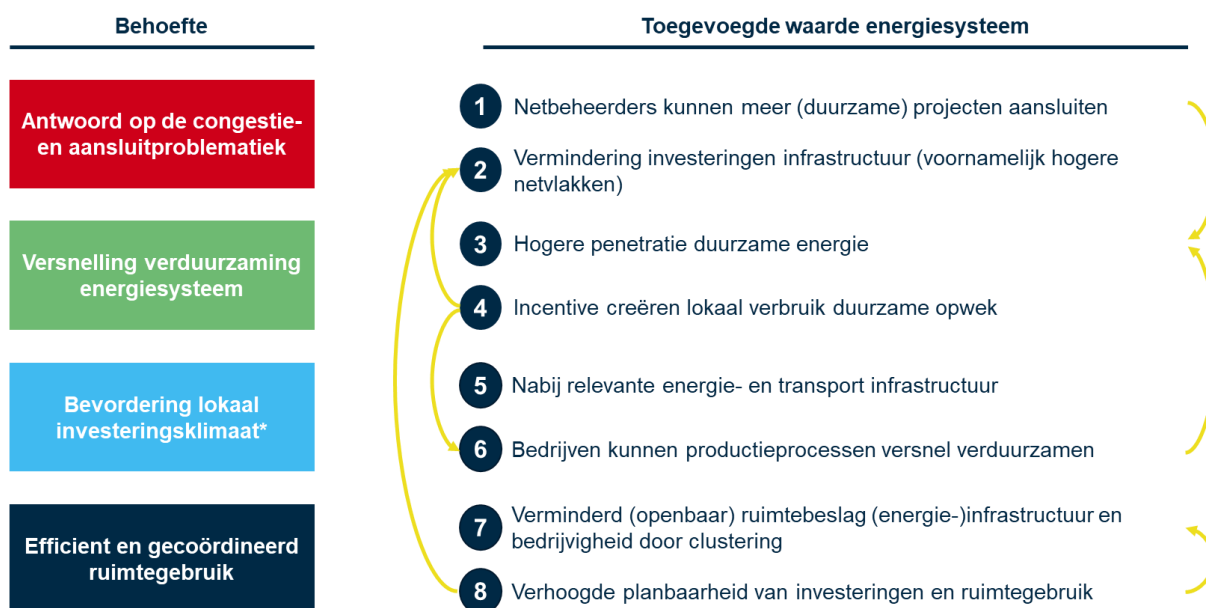 Behoefte
Toegevoegde waarde energiesysteem
Antwoord op de congestie-
en aansluitproblematiek
1 Netbeheerders kunnen meer (duurzame) projecten aansluiten
2 Vermindering investeringen infrastructuur (voornamelijk hogere
netvlakken)
Versnelling verduurzaming
energiesysteem
3 Hogere penetratie duurzame energie
4 Incentive creëren lokaal verbruik duurzame opwek
Bevordering lokaal
investeringsklimaat*
5 Nabij relevante energie- en transport infrastructuur
6 Bedrijven kunnen productieprocessen versnel verduurzamen
Efficient en gecoördineerd
ruimtegebruik
7 Verminderd (openbaar) ruimtebeslag (energie-)infrastructuur en
bedrijvigheid door clustering
8 Verhoogde planbaarheid van investeringen en ruimtegebruik